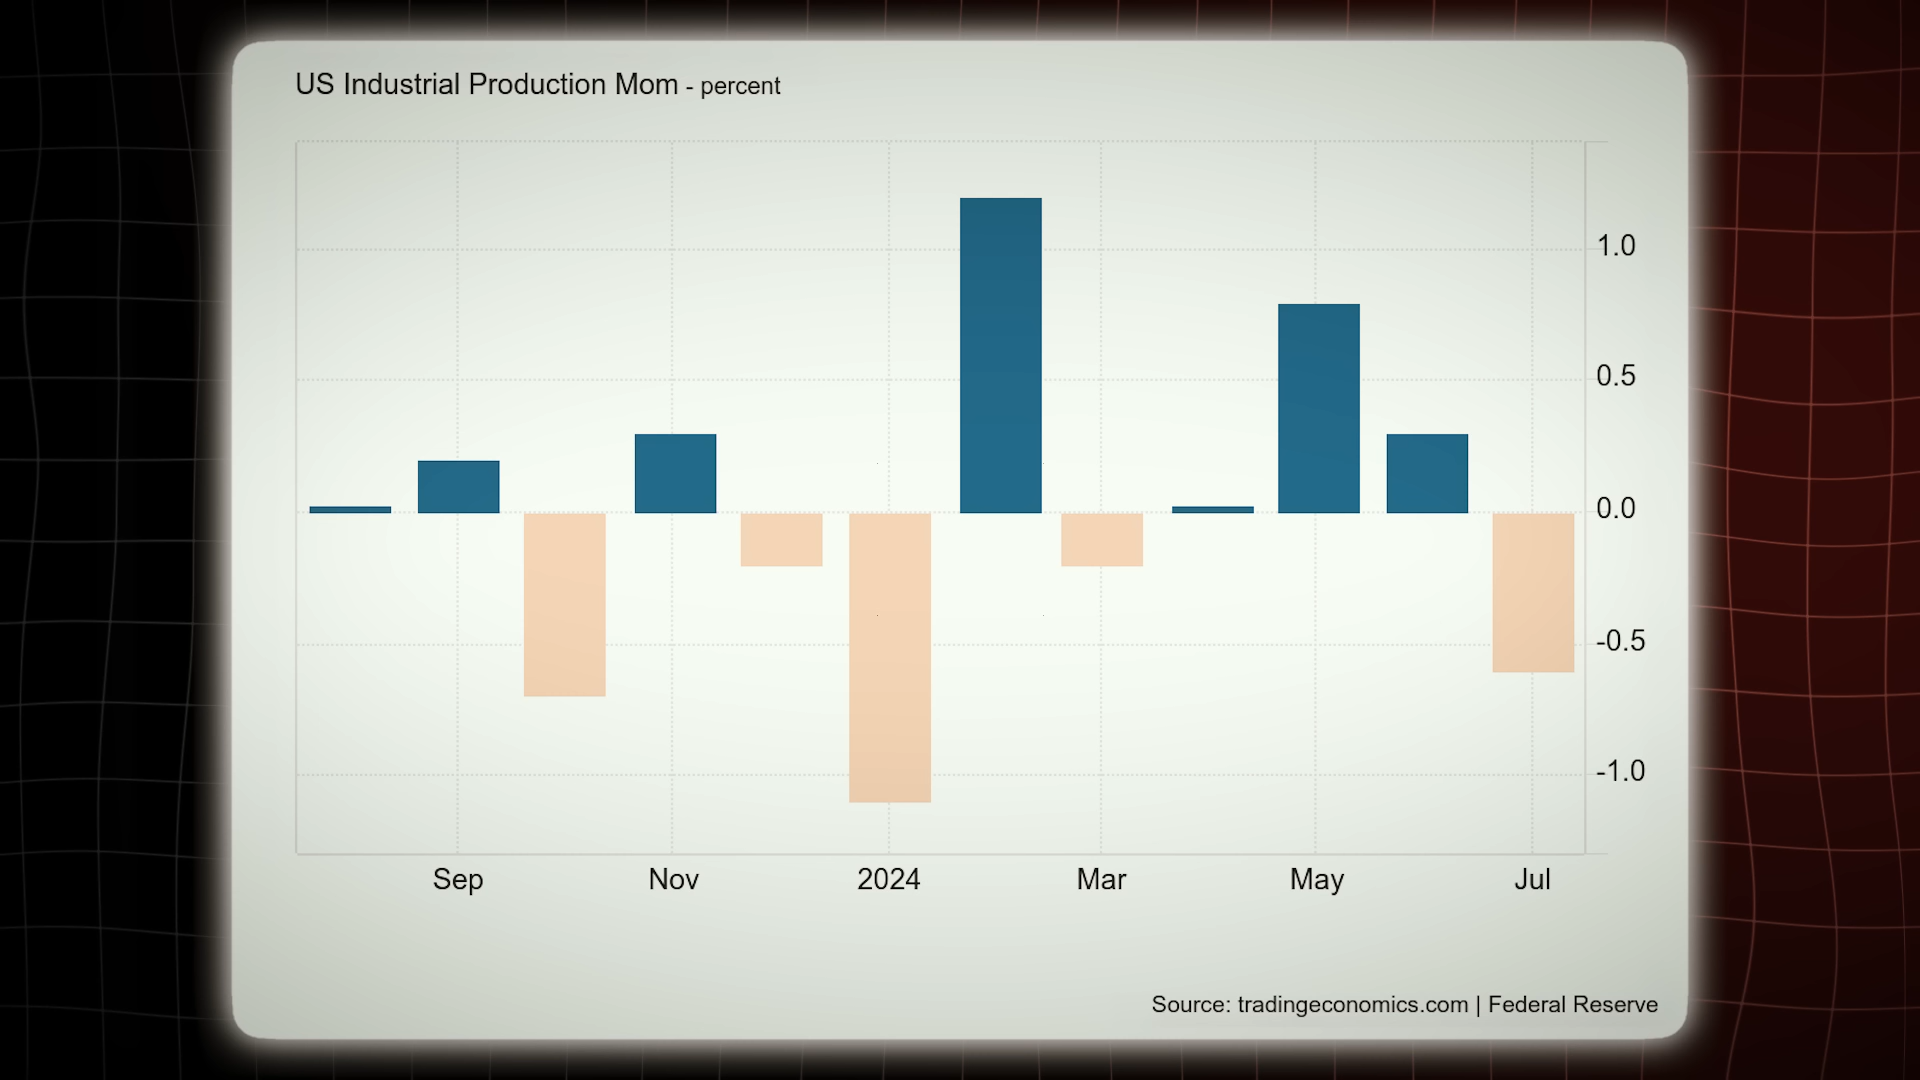 US Industrial Production Mom - percent
1.0
0.5
0.0
-0.5
-1.0
Sep Nov 2024 Mar May Jul
Source: tradingeconomics.com | Federal Reserve